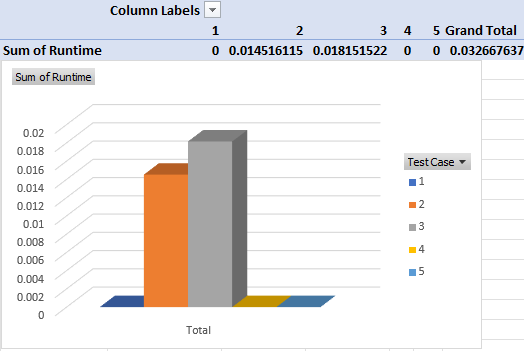 Column Labels
1 2 3 4 5 Grand Total
Sum of Runtime 0 0.014516115 0.018151522 0 0 0.032667637
Sum of Runtime
0.02
0.018
0.016
0.014
0.012
0.01
0.008
0.006
0.004
0.002
0
Total
Test Case
1
2
3
4
5